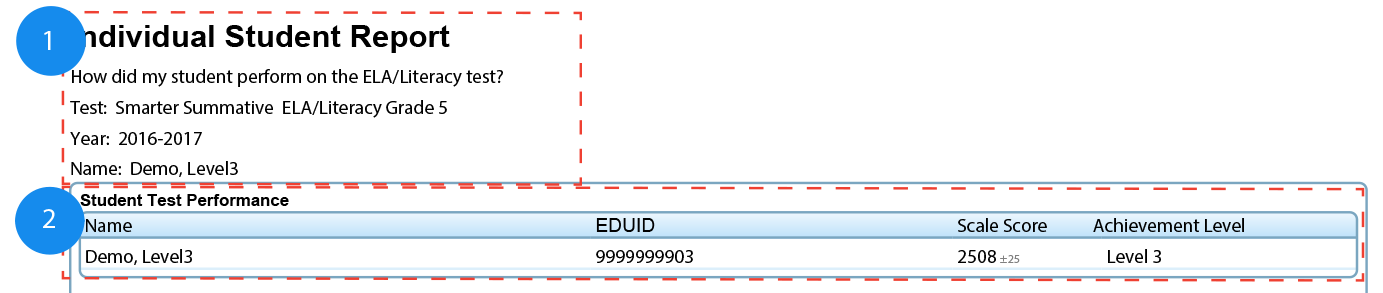 1
Individual Student Report
How did my student perform on the ELA/Literacy test?
Test: Smarter Summative ELA/Literacy Grade 5
Year: 2016-2017
Name: Demo, Level3
2
Student Test Performance
Name EDUID Scale Score Achievement Level
Demo, Level3 9999999903 2508 ±25 Level 3